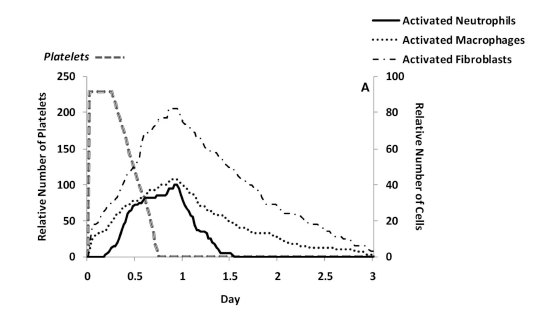 Activated Neutrophils
Activated Macrophages
Activated Fibroblasts
Platelets
A
250
200
150
100
50
0
100
80
60
40
20
0
Relative Number of Platelets
Relative Number of Cells
0 0.5 1 1.5 2 2.5 3
Day